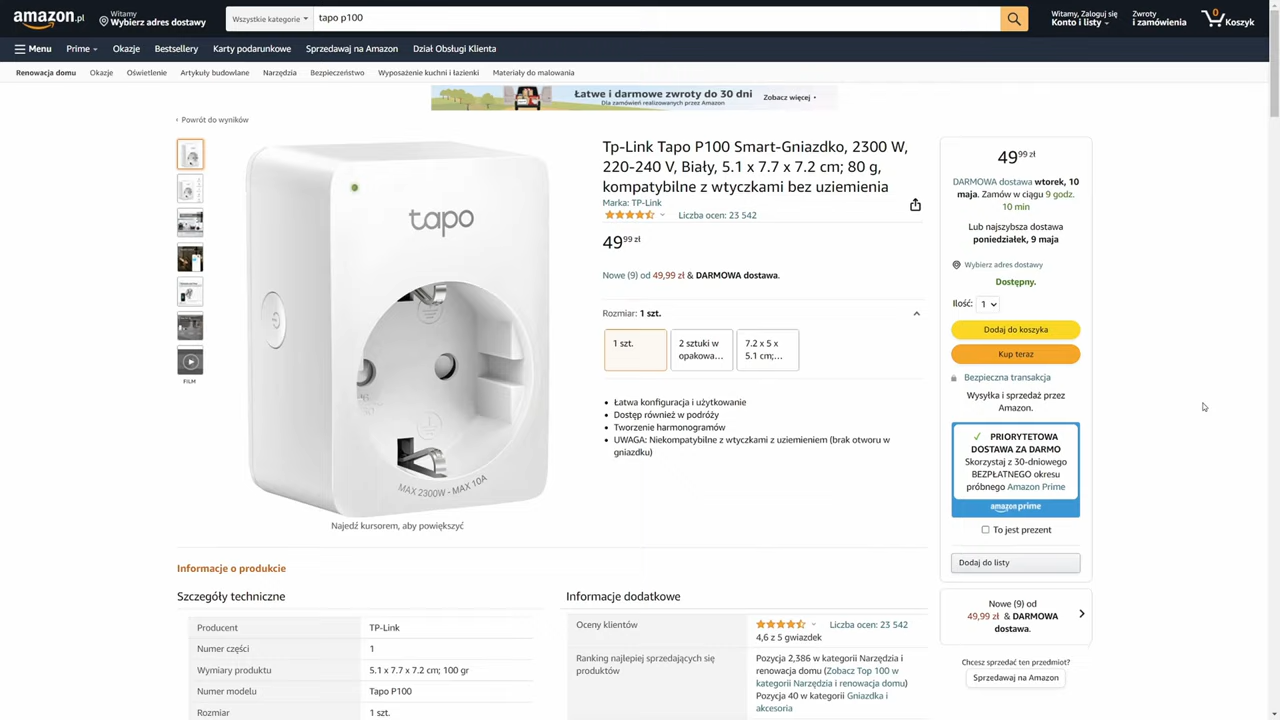 amazon.pl
Witamy
Wybierz adres dostawy
Wszystkie kategorie
tapo p100
Witamy, Zaloguj się
Konto i listy
Zwroty
i zamówienia
0
Koszyk
Menu
Prime
Okazje
Bestsellery
Karty podarunkowe
Sprzedawaj na Amazon
Dział Obsługi Klienta
Renowacja domu
Okazje
Oświetlenie
Artykuły budowlane
Narzędzia
Bezpieczeństwo
Wyposażenie kuchni i łazienki
Materiały do malowania
Łatwe i darmowe zwroty do 30 dni
Dla zamówień realizowanych przez Amazon
Zobacz więcej
‹ Powrót do wyników
tapo
MAX 2300W - MAX 10A
FILM
Najedź kursorem, aby powiększyć
Tp-Link Tapo P100 Smart-Gniazdko, 2300 W,
220-240 V, Biały, 5.1 x 7.7 x 7.2 cm; 80 g,
kompatybilne z wtyczkami bez uziemienia
Marka: TP-Link
Liczba ocen: 23 542
49⁹⁹ zł
Nowe (9) od 49,99 zł & DARMOWA dostawa.
Rozmiar: 1 szt.
1 szt.
2 sztuki w
opakowa...
7.2 x 5 x
5.1 cm;...
• Łatwa konfiguracja i użytkowanie
• Dostęp również w podróży
• Tworzenie harmonogramów
• UWAGA: Niekompatybilne z wtyczkami z uziemieniem (brak otworu w
gniazdku)
49⁹⁹ zł
DARMOWA dostawa wtorek, 10
maja. Zamów w ciągu 9 godz.
10 min
Lub najszybsza dostawa
poniedziałek, 9 maja
Wybierz adres dostawy
Dostępny.
Ilość: 1
Dodaj do koszyka
Kup teraz
Bezpieczna transakcja
Wysyłka i sprzedaż przez
Amazon.
PRIORYTETOWA
DOSTAWA ZA DARMO
Skorzystaj z 30-dniowego
BEZPŁATNEGO okresu
próbnego Amazon Prime
amazon prime
To jest prezent
Dodaj do listy
Nowe (9) od
49,99 zł & DARMOWA
dostawa.
Chcesz sprzedać ten przedmiot?
Sprzedawaj na Amazon
Informacje o produkcie
Szczegóły techniczne
Producent TP-Link
Numer części 1
Wymiary produktu 5.1 x 7.7 x 7.2 cm; 100 gr
Numer modelu Tapo P100
Rozmiar 1 szt.
Informacje dodatkowe
Oceny klientów Liczba ocen: 23 542
4,6 z 5 gwiazdek
Ranking najlepiej sprzedających się
produktów
Pozycja 2,386 w kategorii Narzędzia i
renowacja domu (Zobacz Top 100 w
kategorii Narzędzia i renowacja domu)
Pozycja 40 w kategorii Gniazdka i
akcesoria